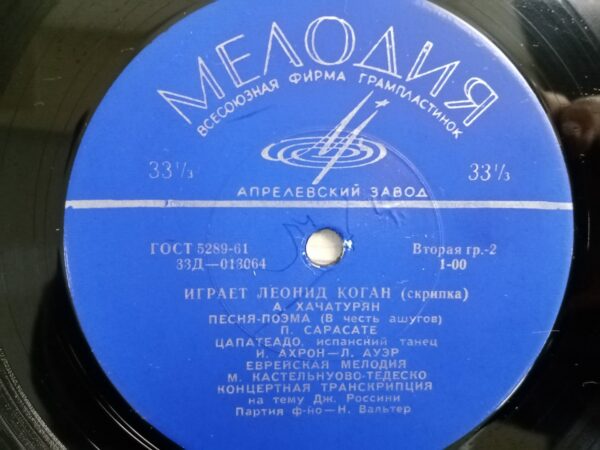 МЕЛОДИЯ
ВСЕСОЮЗНАЯ ФИРМА ГРАМПЛАСТИНОК
33⅓ 33⅓
АПРЕЛЕВСКИЙ ЗАВОД
ГОСТ 5289-61 Вторая гр.-2
33Д—013064 1-00
ИГРАЕТ ЛЕОНИД КОГАН (скрипка)
А. ХАЧАТУРЯН
ПЕСНЯ-ПОЭМА (В честь ашугов)
П. САРАСАТЕ
ЦАПАТЕАДО, испанский танец
И. АХРОН—Л. АУЭР
ЕВРЕЙСКАЯ МЕЛОДИЯ
М. КАСТЕЛЬНУОВО-ТЕДЕСКО
КОНЦЕРТНАЯ ТРАНСКРИПЦИЯ
на тему Дж. Россини
Партия ф-но—Н. Вальтер